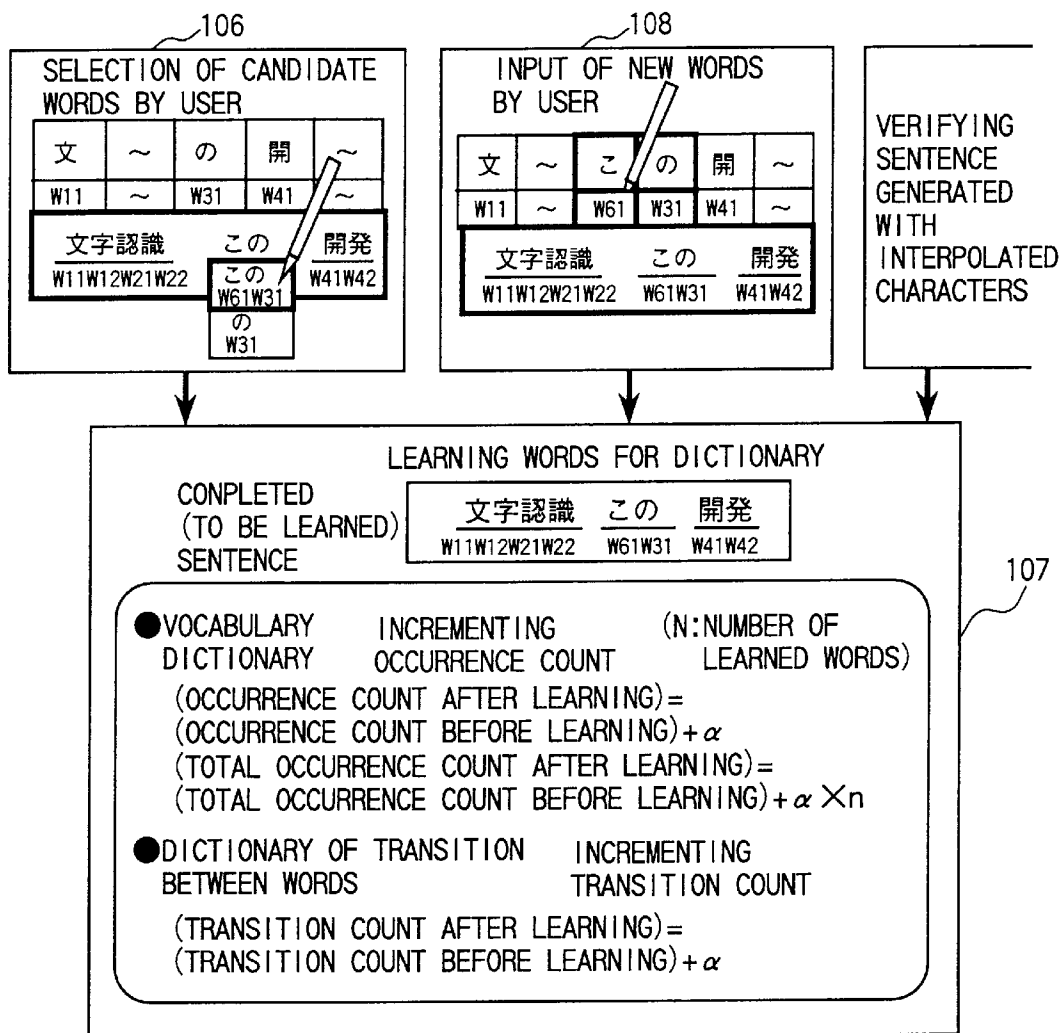 106
SELECTION OF CANDIDATE
WORDS BY USER
文 ~ の 開 ~
W11 ~ W31 W41 ~
文字認識 この 開発
W11W12W21W22 W41W42
この
W61W31
の
W31
108
INPUT OF NEW WORDS
BY USER
文 ~ こ の 開 ~
W11 ~ W61 W31 W41 ~
文字認識 この 開発
W11W12W21W22 W61W31 W41W42
VERIFYING
SENTENCE
GENERATED
WITH
INTERPOLATED
CHARACTERS
107
LEARNING WORDS FOR DICTIONARY
CONPLETED
(TO BE LEARNED)
SENTENCE
文字認識 この 開発
W11W12W21W22 W61W31 W41W42
●VOCABULARY INCREMENTING (N:NUMBER OF
DICTIONARY OCCURRENCE COUNT LEARNED WORDS)
(OCCURRENCE COUNT AFTER LEARNING)=
(OCCURRENCE COUNT BEFORE LEARNING)+α
(TOTAL OCCURRENCE COUNT AFTER LEARNING)=
(TOTAL OCCURRENCE COUNT BEFORE LEARNING)+α×n
●DICTIONARY OF TRANSITION INCREMENTING
BETWEEN WORDS TRANSITION COUNT
(TRANSITION COUNT AFTER LEARNING)=
(TRANSITION COUNT BEFORE LEARNING)+α